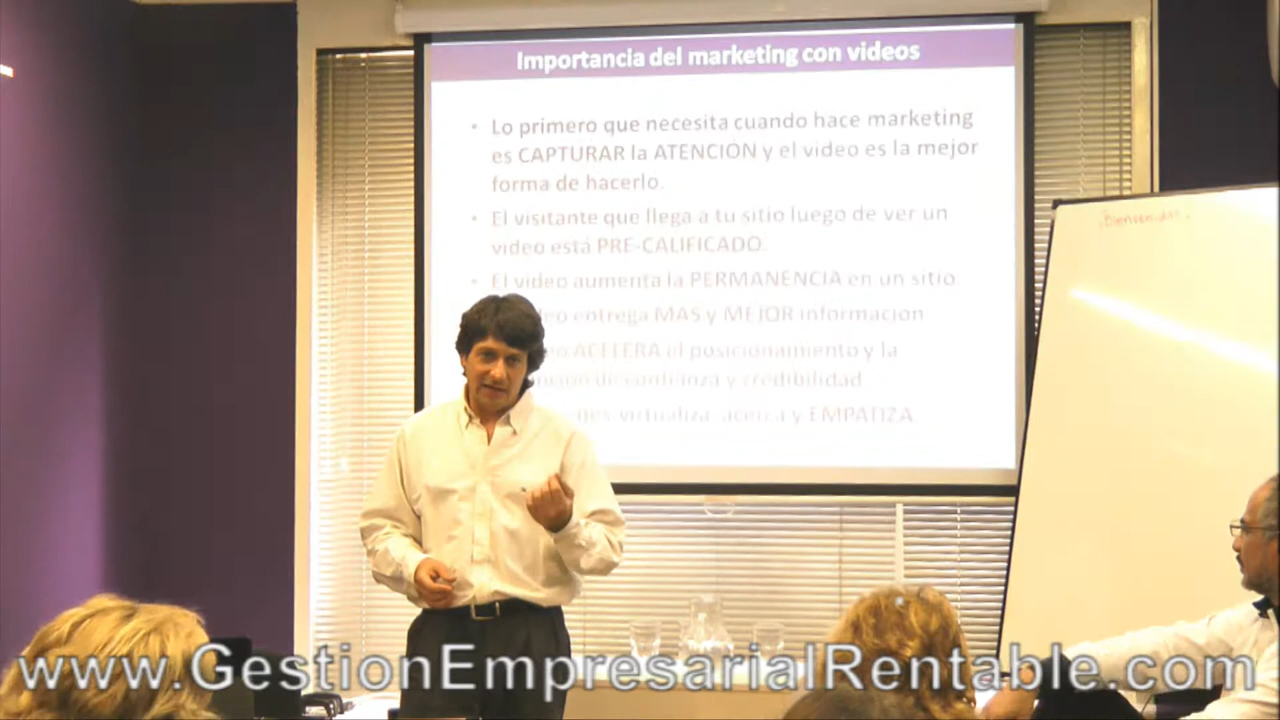 Importancia del marketing con videos
• Lo primero que necesita cuando hace marketing
es CAPTURAR la ATENCION y el video es la mejor
forma de hacerlo.
• El visitante que llega a tu sitio luego de ver un
video está PRE-CALIFICADO.
• El video aumenta la PERMANENCIA en un sitio
entrega MAS y MEJOR informacion
ACELERA el posicionamiento y la
de confianza y credibilidad
virtualiza, acerca y EMPATIZA.
¡Bienvenidos!
www.GestionEmpresarialRentable.com